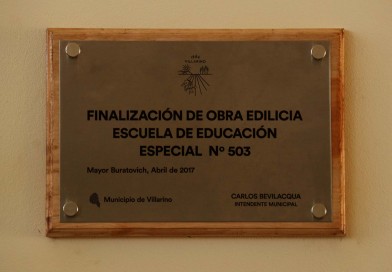 VILLARINO
FINALIZACIÓN DE OBRA EDILICIA
ESCUELA DE EDUCACIÓN
ESPECIAL Nº 503
Mayor Buratovich, Abril de 2017
Municipio de Villarino
CARLOS BEVILACQUA
INTENDENTE MUNICIPAL